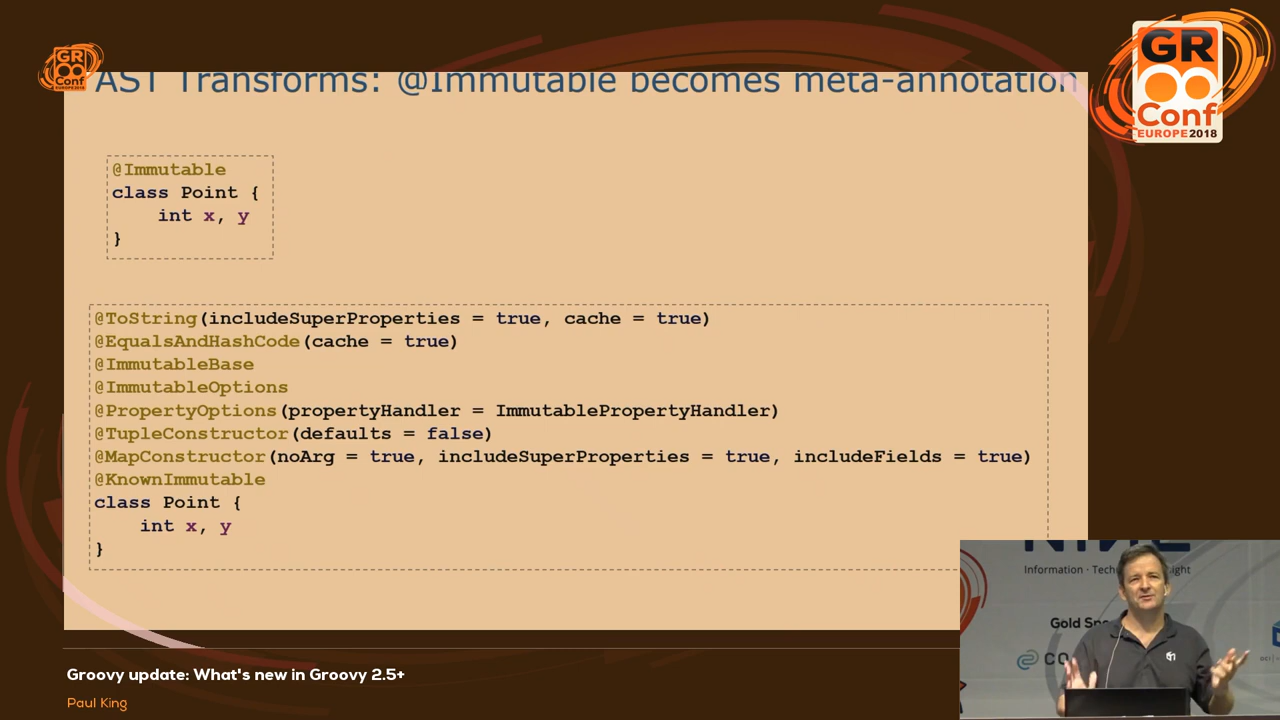 GR
Conf
EUROPE 2018
GR
Conf
EUROPE 2018
AST Transforms: @Immutable becomes meta-annotation
@Immutable
class Point {
    int x, y
}
@ToString(includeSuperProperties = true, cache = true)
@EqualsAndHashCode(cache = true)
@ImmutableBase
@ImmutableOptions
@PropertyOptions(propertyHandler = ImmutablePropertyHandler)
@TupleConstructor(defaults = false)
@MapConstructor(noArg = true, includeSuperProperties = true, includeFields = true)
@KnownImmutable
class Point {
    int x, y
}
Information
Gold
Groovy update: What's new in Groovy 2.5+
Paul King